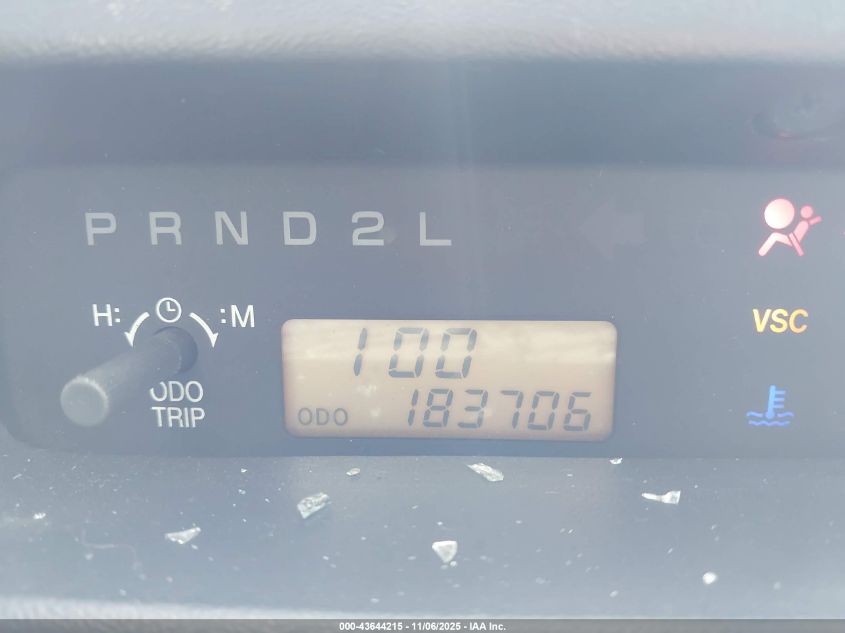 P R N D 2 L
H: :M
ODO
TRIP
100
ODO 183706
VSC
000-43644215 - 11/06/2025 - IAA Inc.